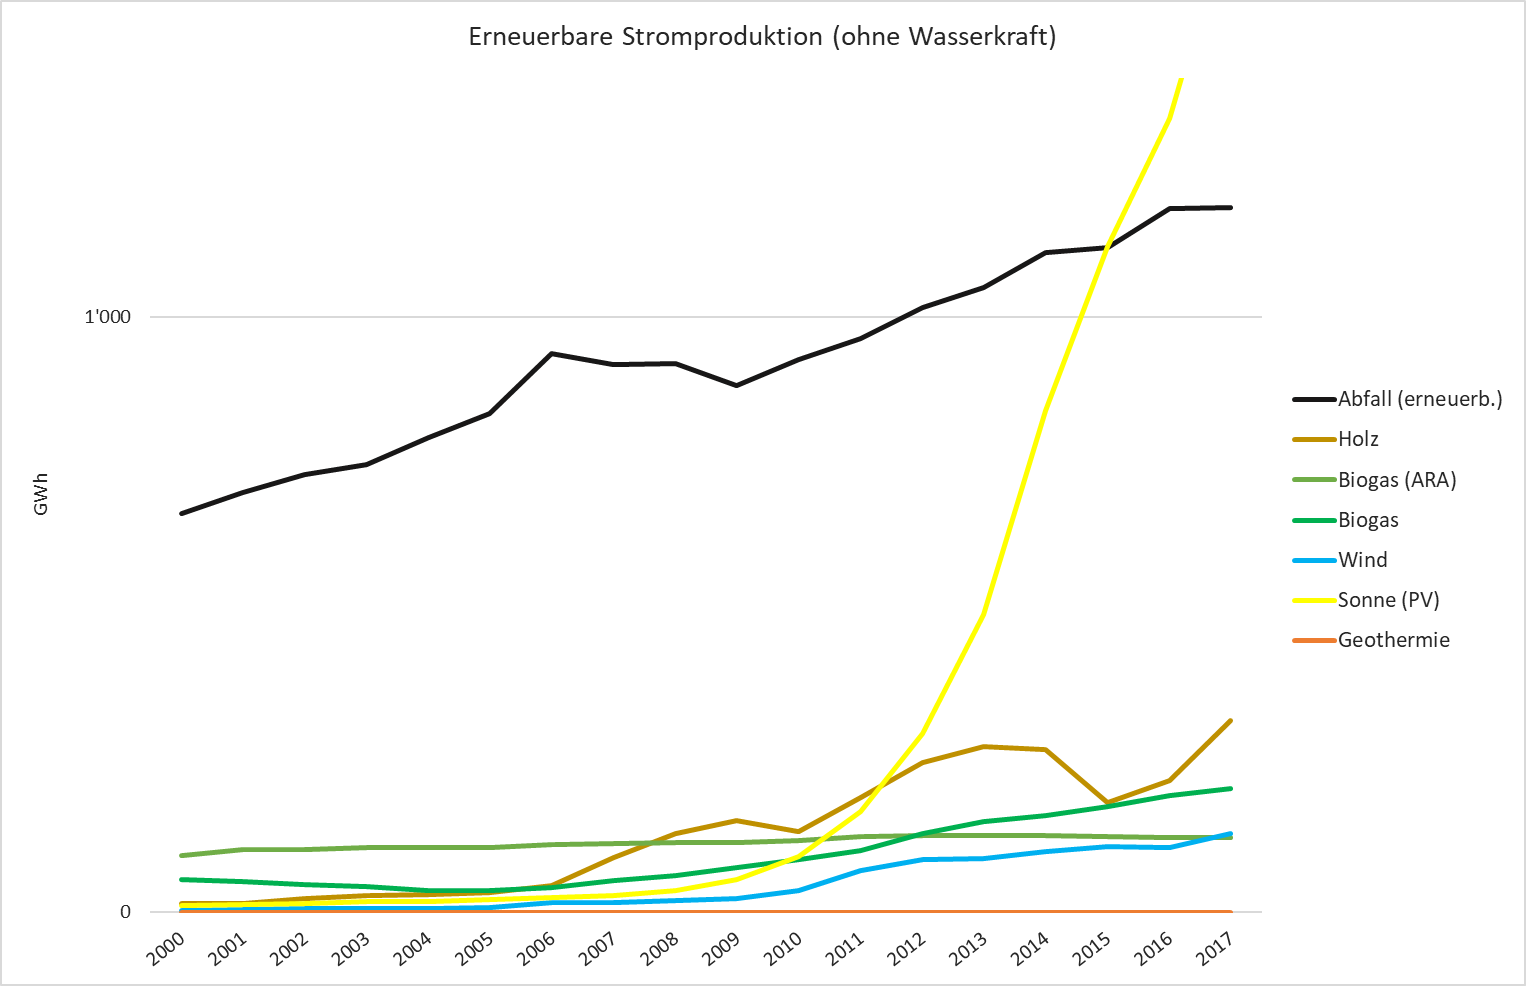 Erneuerbare Stromproduktion (ohne Wasserkraft)
1'000
GWh
0
2000 2001 2002 2003 2004 2005 2006 2007 2008 2009 2010 2011 2012 2013 2014 2015 2016 2017
Abfall (erneuerb.)
Holz
Biogas (ARA)
Biogas
Wind
Sonne (PV)
Geothermie